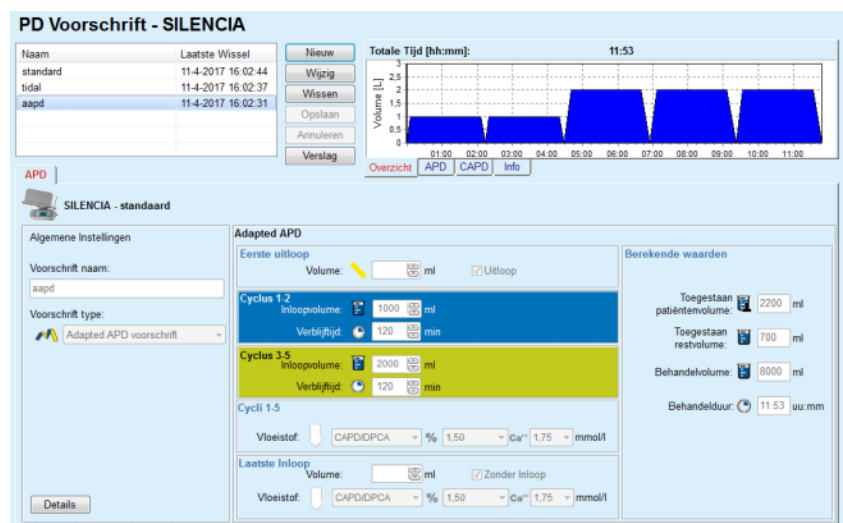 PD Voorschrift - SILENCIA
Naam Laatste Wissel
standard 11-4-2017 16:02:44
tidal 11-4-2017 16:02:37
aapd 11-4-2017 16:02:31
Nieuw
Wijzig
Wissen
Opslaan
Annuleren
Verslag
Totale Tijd [hh:mm]: 11:53
Volume [L]
3
2,5
2
1,5
1
0,5
0
01:00 02:00 03:00 04:00 05:00 06:00 07:00 08:00 09:00 10:00 11:00
Overzicht APD CAPD Info
APD
SILENCIA - standaard
Algemene Instellingen
Voorschrift naam:
aapd
Voorschrift type:
Adapted APD voorschrift
Details
Adapted APD
Eerste uitloop
Volume: ml Uitloop
Cyclus 1-2
Inloopvolume: 1000 ml
Verblijftijd: 120 min
Cyclus 3-5
Inloopvolume: 2000 ml
Verblijftijd: 120 min
Cycli 1-5
Vloeistof: CAPD/DPCA % 1,50 Ca⁺⁺ 1,75 mmol/l
Laatste Inloop
Volume: ml Zonder Inloop
Vloeistof: CAPD/DPCA % 1,50 Ca⁺⁺ 1,75 mmol/l
Berekende waarden
Toegestaan
patiëntenvolume: 2200 ml
Toegestaan
restvolume: 700 ml
Behandelvolume: 8000 ml
Behandelduur: 11:53 uu:mm